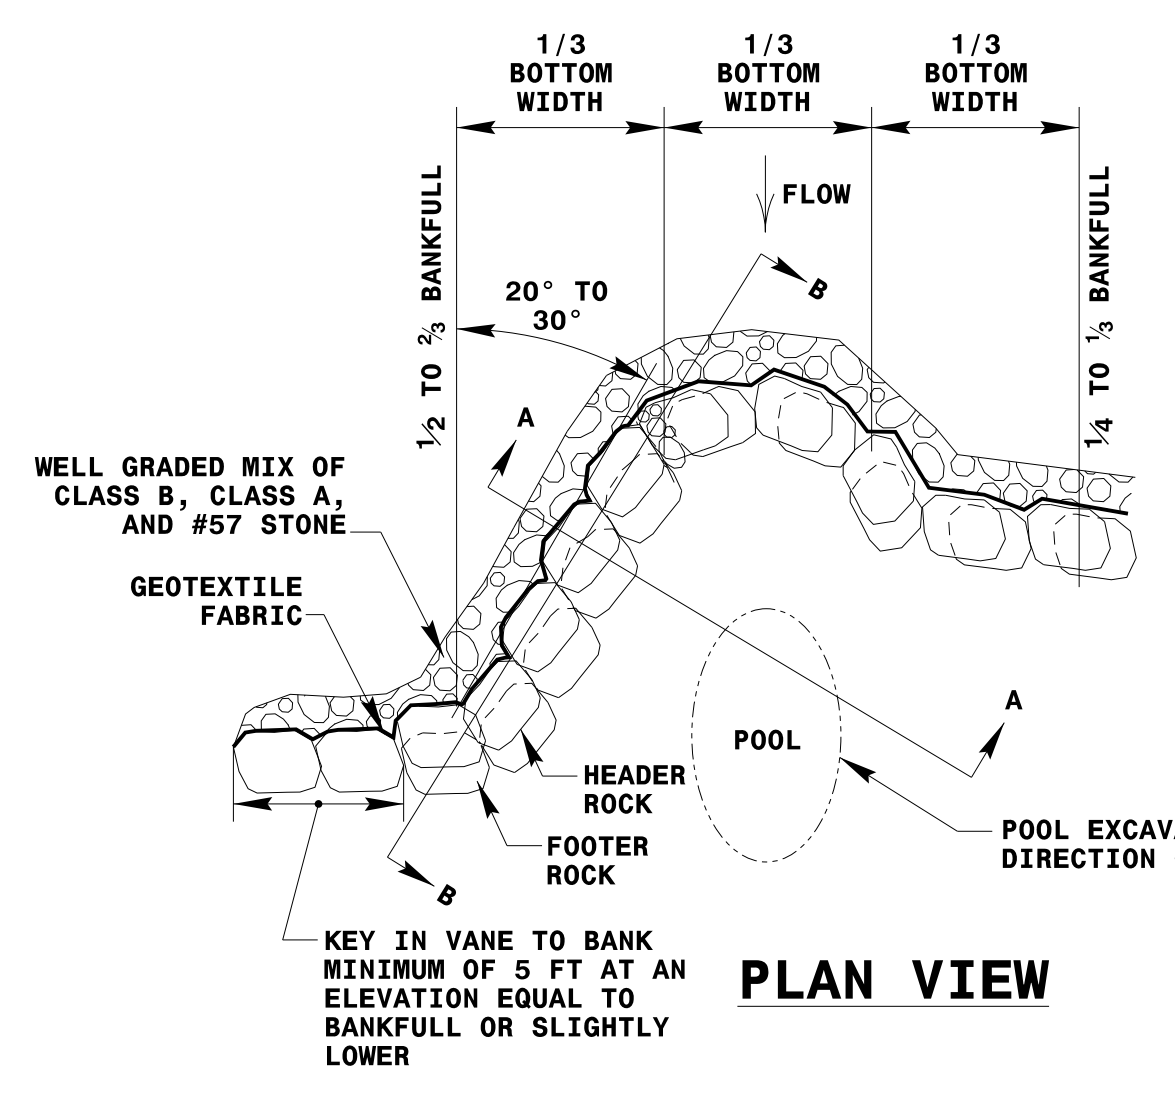 1/3
BOTTOM
WIDTH
1/3
BOTTOM
WIDTH
1/3
BOTTOM
WIDTH
FLOW
½ TO ⅔ BANKFULL
¼ TO ⅓ BANKFULL
B
20° TO
30°
A
WELL GRADED MIX OF
CLASS B, CLASS A,
AND #57 STONE
GEOTEXTILE
FABRIC
A
POOL
HEADER
ROCK
FOOTER
ROCK
POOL EXCAV
DIRECTION
B
KEY IN VANE TO BANK
MINIMUM OF 5 FT AT AN
ELEVATION EQUAL TO
BANKFULL OR SLIGHTLY
LOWER
PLAN VIEW